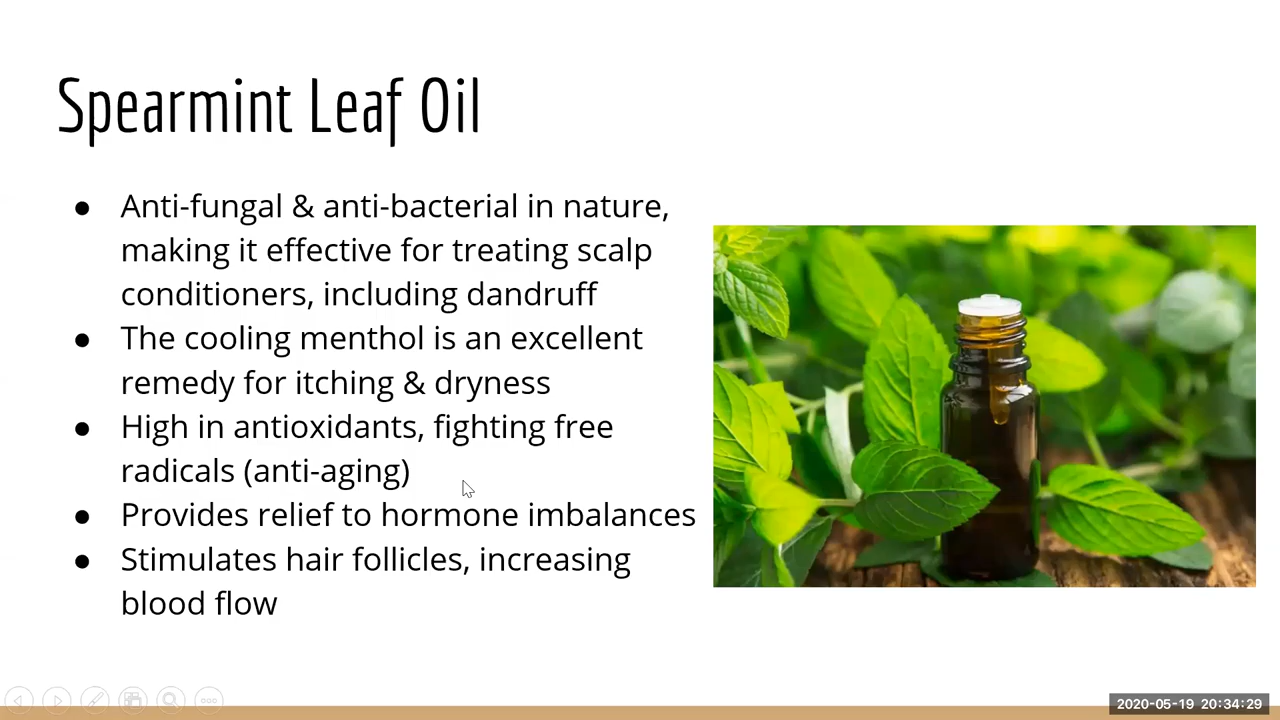 Spearmint Leaf Oil
● Anti-fungal & anti-bacterial in nature,
making it effective for treating scalp
conditioners, including dandruff
● The cooling menthol is an excellent
remedy for itching & dryness
● High in antioxidants, fighting free
radicals (anti-aging)
● Provides relief to hormone imbalances
● Stimulates hair follicles, increasing
blood flow
2020-05-19 20:34:29